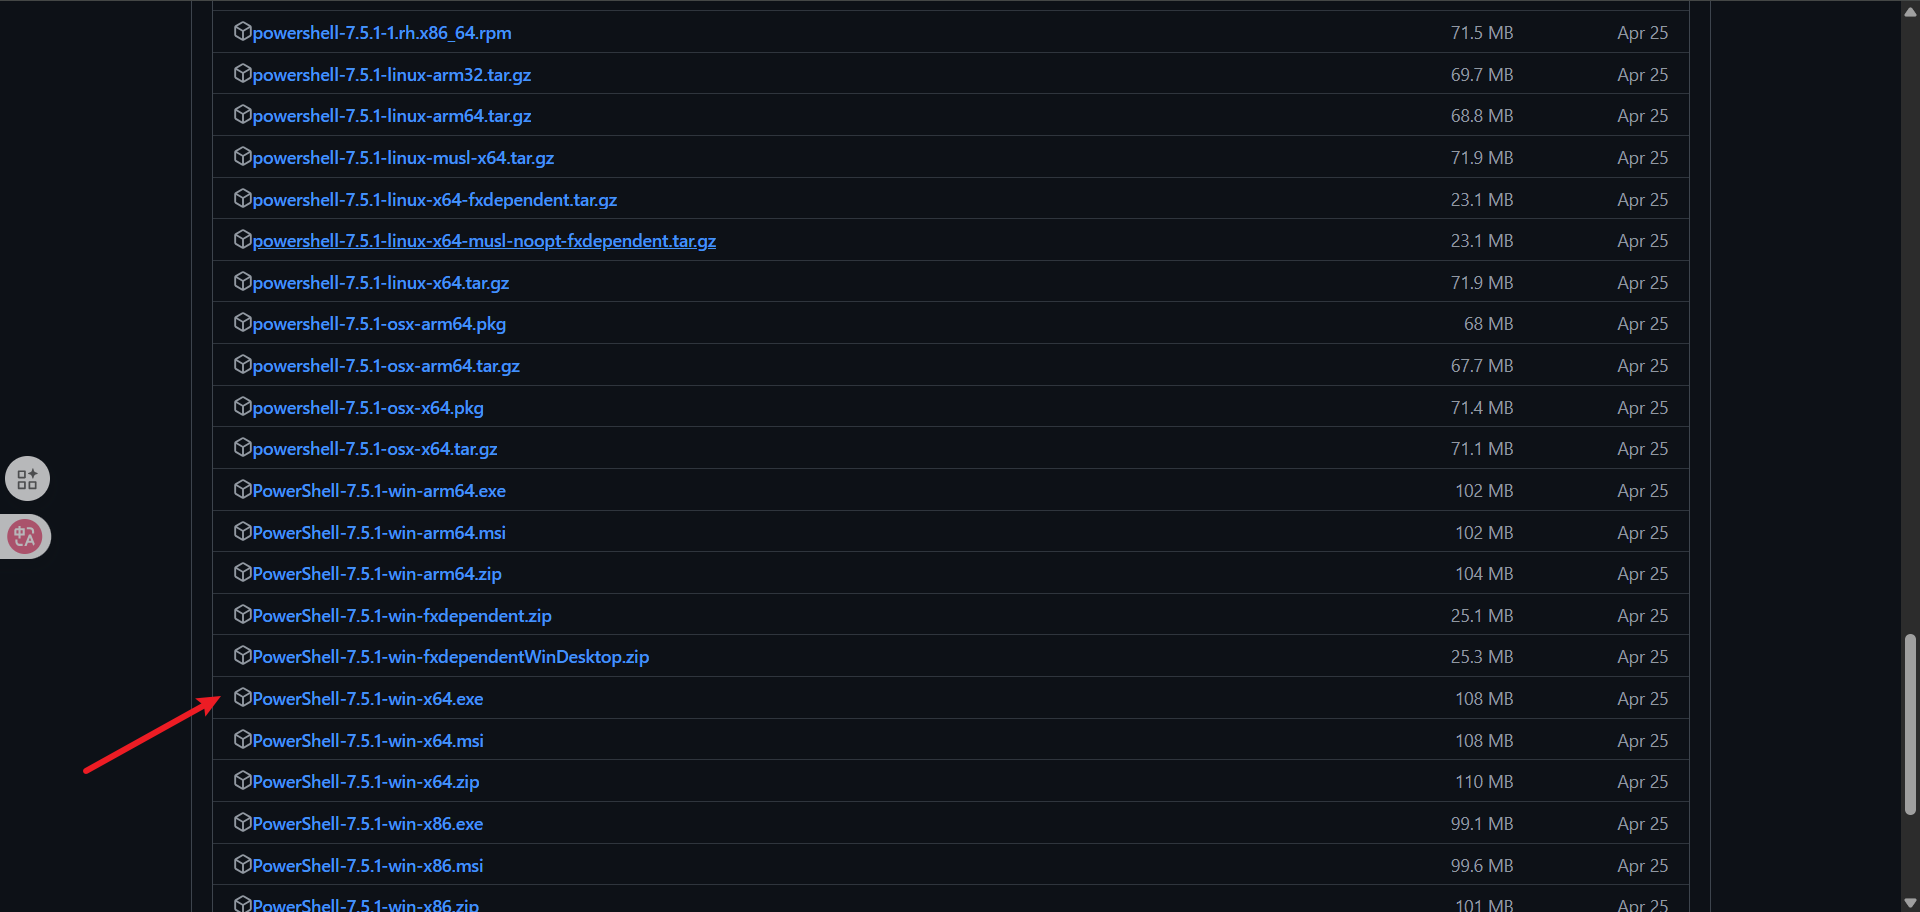 powershell-7.5.1-1.rh.x86_64.rpm 71.5 MB Apr 25
powershell-7.5.1-linux-arm32.tar.gz 69.7 MB Apr 25
powershell-7.5.1-linux-arm64.tar.gz 68.8 MB Apr 25
powershell-7.5.1-linux-musl-x64.tar.gz 71.9 MB Apr 25
powershell-7.5.1-linux-x64-fxdependent.tar.gz 23.1 MB Apr 25
powershell-7.5.1-linux-x64-musl-noopt-fxdependent.tar.gz 23.1 MB Apr 25
powershell-7.5.1-linux-x64.tar.gz 71.9 MB Apr 25
powershell-7.5.1-osx-arm64.pkg 68 MB Apr 25
powershell-7.5.1-osx-arm64.tar.gz 67.7 MB Apr 25
powershell-7.5.1-osx-x64.pkg 71.4 MB Apr 25
powershell-7.5.1-osx-x64.tar.gz 71.1 MB Apr 25
PowerShell-7.5.1-win-arm64.exe 102 MB Apr 25
PowerShell-7.5.1-win-arm64.msi 102 MB Apr 25
中A
PowerShell-7.5.1-win-arm64.zip 104 MB Apr 25
PowerShell-7.5.1-win-fxdependent.zip 25.1 MB Apr 25
PowerShell-7.5.1-win-fxdependentWinDesktop.zip 25.3 MB Apr 25
PowerShell-7.5.1-win-x64.exe 108 MB Apr 25
PowerShell-7.5.1-win-x64.msi 108 MB Apr 25
PowerShell-7.5.1-win-x64.zip 110 MB Apr 25
PowerShell-7.5.1-win-x86.exe 99.1 MB Apr 25
PowerShell-7.5.1-win-x86.msi 99.6 MB Apr 25
PowerShell-7.5.1-win-x86.zip 101 MB Apr 25